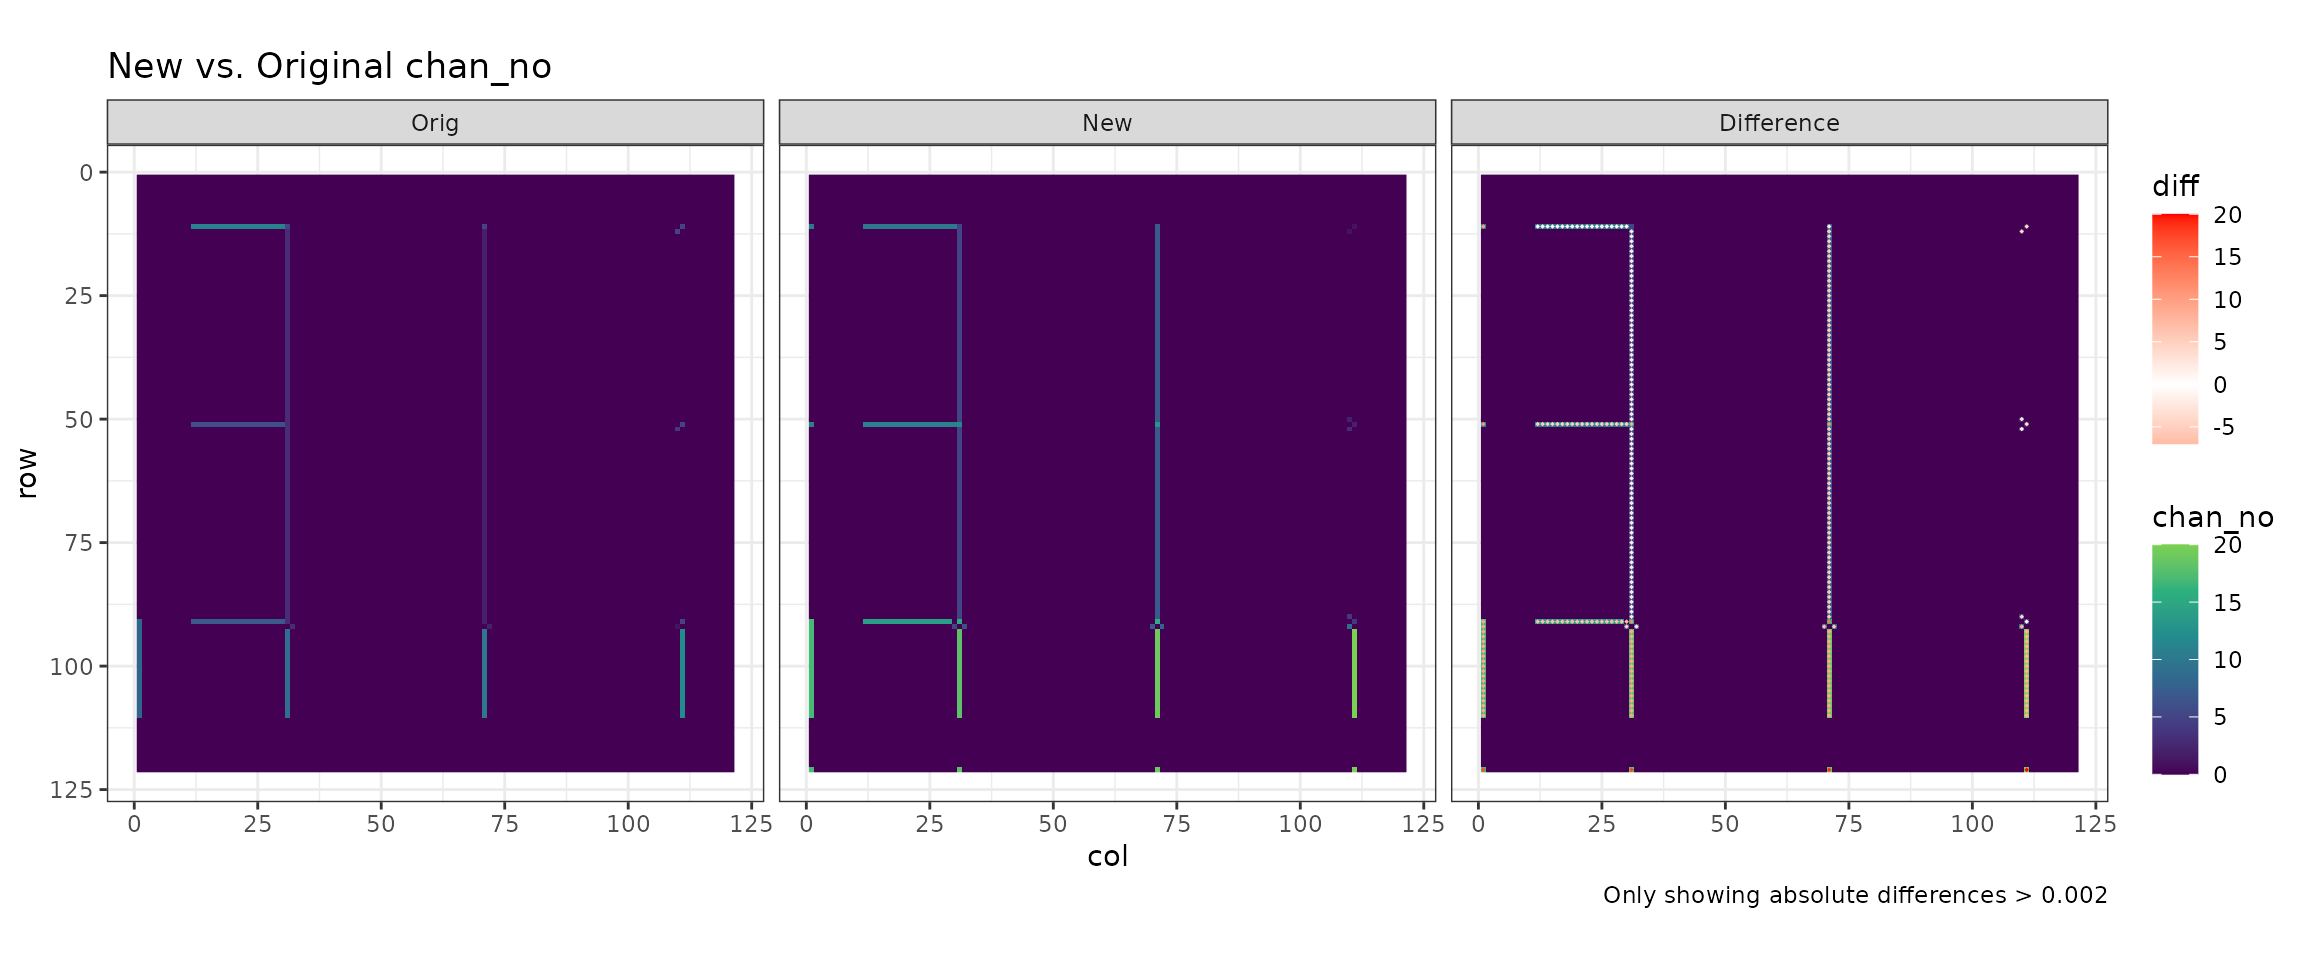 New vs. Original chan_no
Orig
New
Difference
row
0
25
50
75
100
125
0 25 50 75 100 125
0 25 50 75 100 125
0 25 50 75 100 125
col
diff
20
15
10
5
0
-5
chan_no
20
15
10
5
0
Only showing absolute differences > 0.002